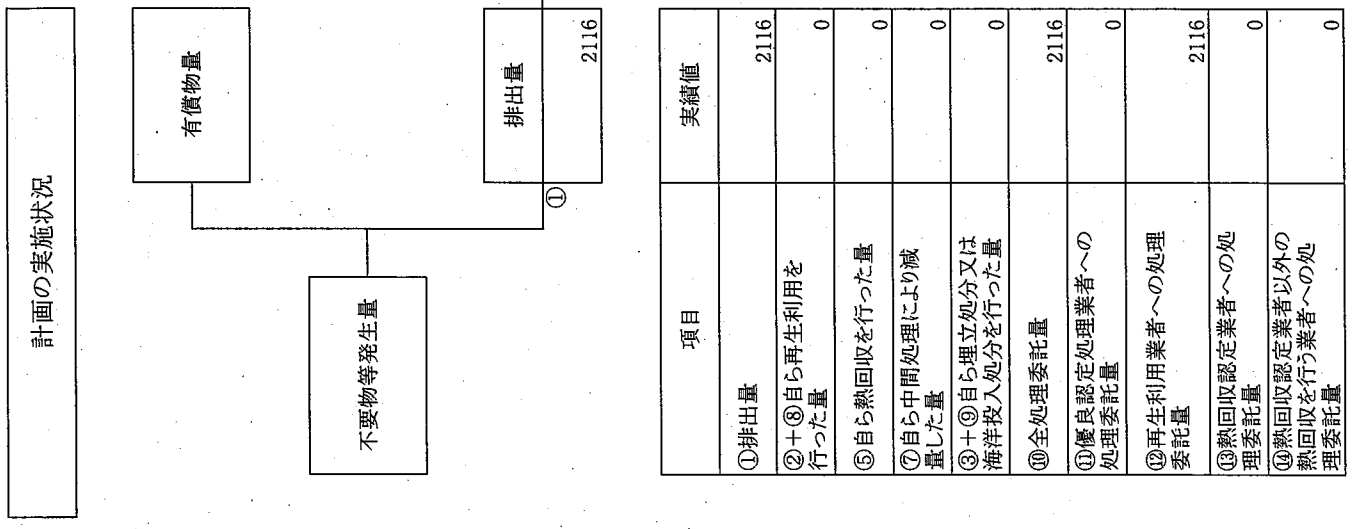 計画の実施状況
有償物量
不要物等発生量
排出量
①
2116
項目
実績値
①排出量
2116
②+⑧自ら再生利用を
行った量
0
⑤自ら熱回収を行った量
0
⑦自ら中間処理により減
量した量
0
③+⑨自ら埋立処分又は
海洋投入処分を行った量
0
⑩全処理委託量
2116
⑪優良認定処理業者への
処理委託量
0
⑫再生利用業者への処理
委託量
2116
⑬熱回収認定業者への処
理委託量
0
⑭熱回収認定業者以外の
熱回収を行う業者への処
理委託量
0